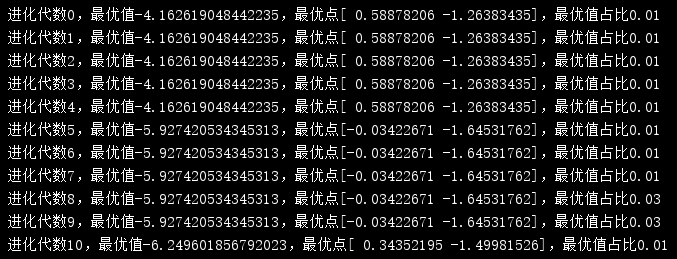 进化代数0，最优值-4.162619048442235，最优点[ 0.58878206 -1.26383435]，最优值占比0.01
进化代数1，最优值-4.162619048442235，最优点[ 0.58878206 -1.26383435]，最优值占比0.01
进化代数2，最优值-4.162619048442235，最优点[ 0.58878206 -1.26383435]，最优值占比0.01
进化代数3，最优值-4.162619048442235，最优点[ 0.58878206 -1.26383435]，最优值占比0.01
进化代数4，最优值-4.162619048442235，最优点[ 0.58878206 -1.26383435]，最优值占比0.01
进化代数5，最优值-5.927420534345313，最优点[-0.03422671 -1.64531762]，最优值占比0.01
进化代数6，最优值-5.927420534345313，最优点[-0.03422671 -1.64531762]，最优值占比0.01
进化代数7，最优值-5.927420534345313，最优点[-0.03422671 -1.64531762]，最优值占比0.01
进化代数8，最优值-5.927420534345313，最优点[-0.03422671 -1.64531762]，最优值占比0.03
进化代数9，最优值-5.927420534345313，最优点[-0.03422671 -1.64531762]，最优值占比0.03
进化代数10，最优值-6.249601856792023，最优点[ 0.34352195 -1.49981526]，最优值占比0.01